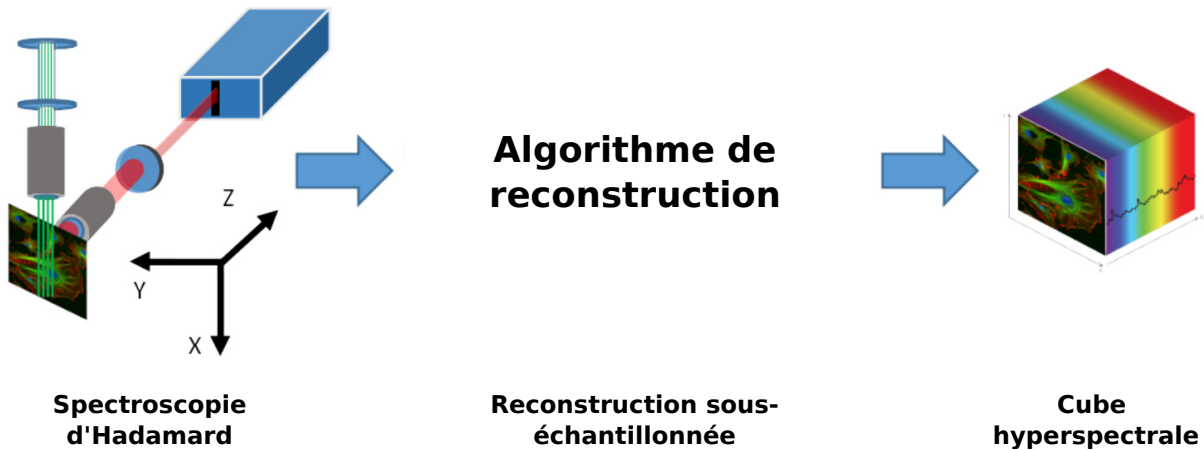 Algorithme de
reconstruction
Z
Y
X
Spectroscopie
d'Hadamard
Reconstruction sous-
échantillonnée
Cube
hyperspectrale